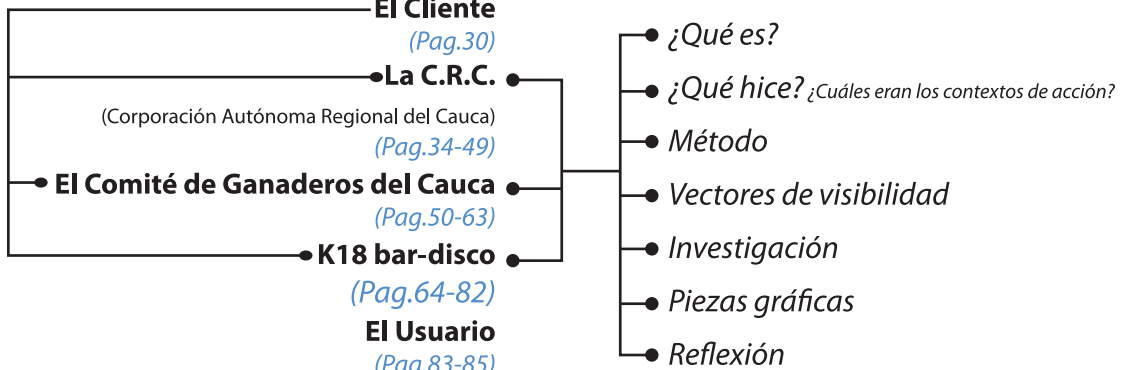 El Cliente
(Pag.30)
La C.R.C.
(Corporación Autónoma Regional del Cauca)
(Pag.34-49)
El Comité de Ganaderos del Cauca
(Pag.50-63)
K18 bar-disco
(Pag.64-82)
El Usuario
(Pag.83-85)
¿Qué es?
¿Qué hice? ¿Cuáles eran los contextos de acción?
Método
Vectores de visibilidad
Investigación
Piezas gráficas
Reflexión